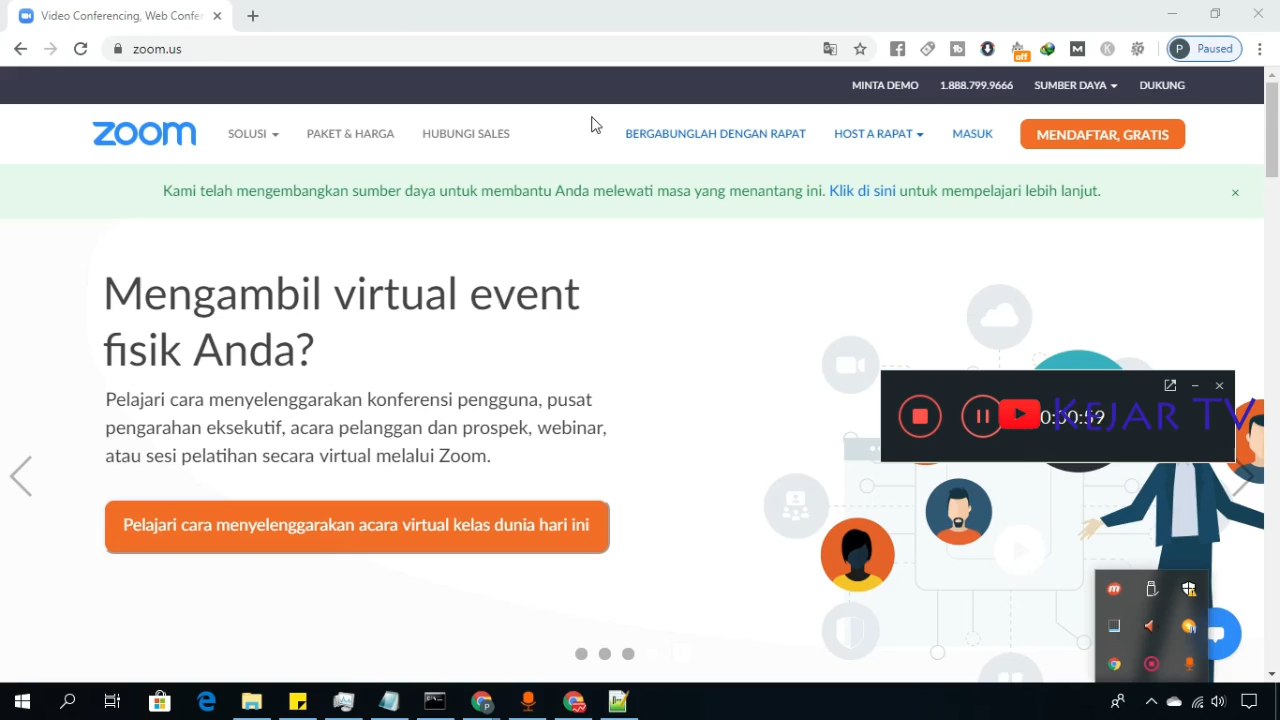 Video Conferencing, Web Confer
zoom.us
off
M
K
P Paused
MINTA DEMO 1.888.799.9666 SUMBER DAYA DUKUNG
zoom SOLUSI PAKET & HARGA HUBUNGI SALES BERGABUNGLAH DENGAN RAPAT HOST A RAPAT MASUK MENDAFTAR, GRATIS
Kami telah mengembangkan sumber daya untuk membantu Anda melewati masa yang menantang ini. Klik di sini untuk mempelajari lebih lanjut.
Mengambil virtual event
fisik Anda?
Pelajari cara menyelenggarakan konferensi pengguna, pusat
pengarahan eksekutif, acara pelanggan dan prospek, webinar,
atau sesi pelatihan secara virtual melalui Zoom.
0:00:59
KEJAR TV
Pelajari cara menyelenggarakan acara virtual kelas dunia hari ini